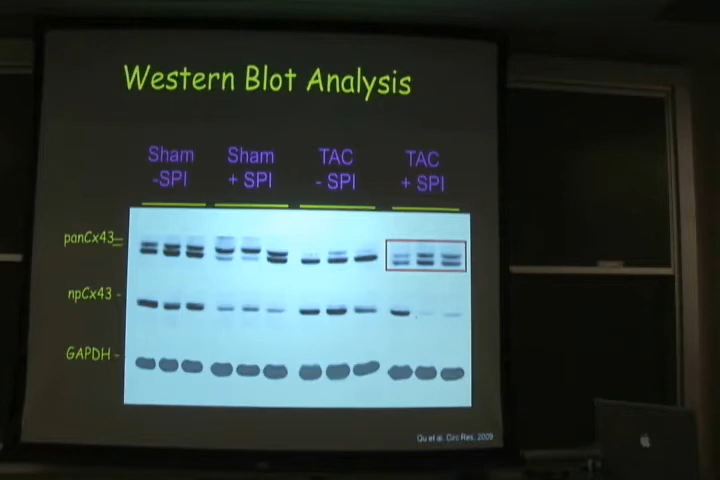 Western Blot Analysis
Sham Sham TAC TAC
-SPI + SPI - SPI + SPI
panCx43
npCx43 -
GAPDH -
Qu et al. Circ Res. 2009